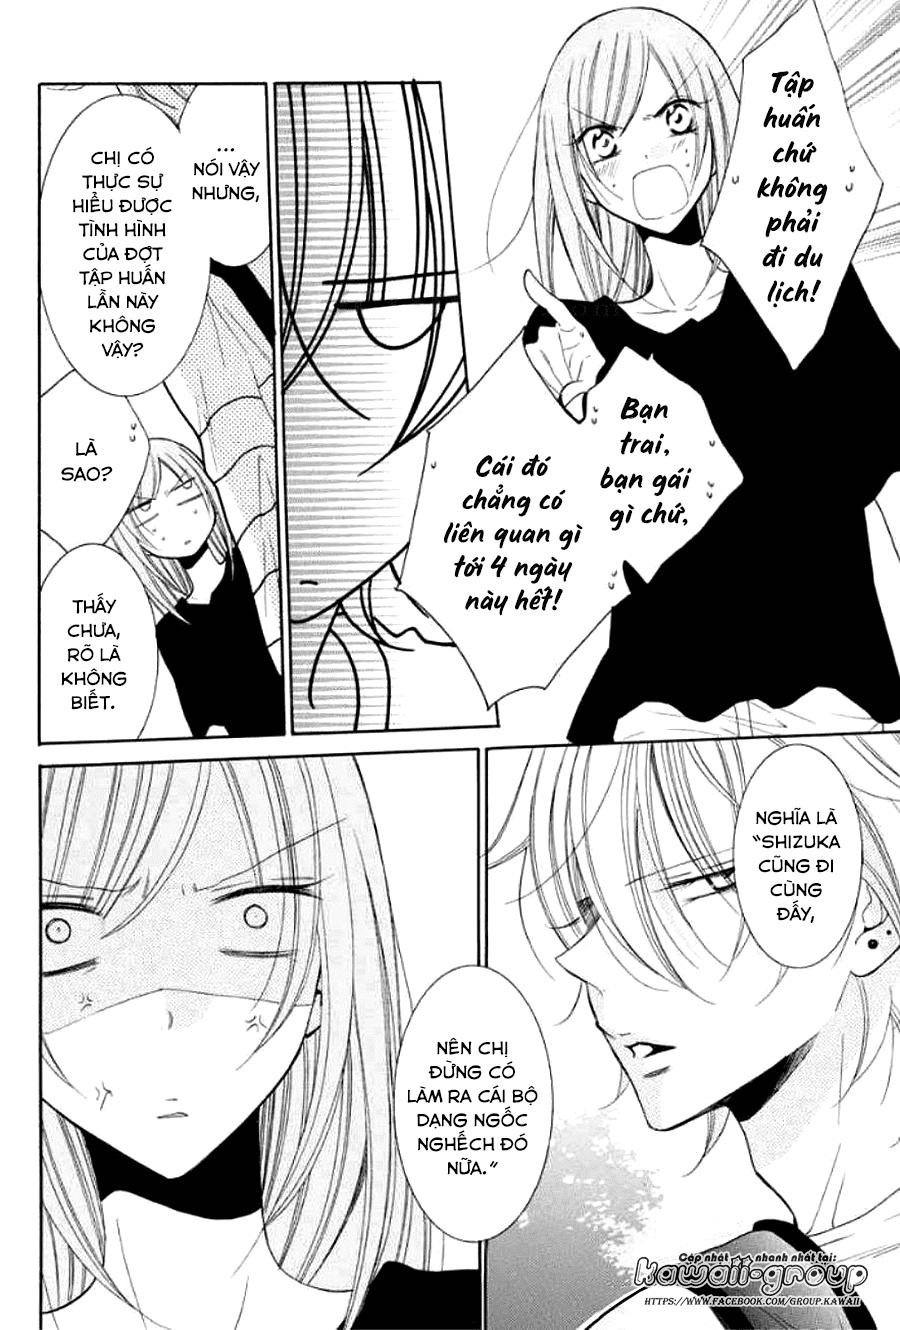 Tập
huấn
chứ
không
phải
đi du
lịch!
Bạn
trai,
bạn gái
gì chứ,
Cái đó
chẳng có
liên quan gì
tới 4 ngày
này hết!
...
NÓI VẬY
NHƯNG,
CHỊ CÓ
THỰC SỰ
HIỂU ĐƯỢC
TÌNH HÌNH
CỦA ĐỢT
TẬP HUẤN
LẦN NÀY
KHÔNG
VẬY?
LÀ
SAO?
THẤY
CHƯA,
RÕ LÀ
KHÔNG
BIẾT.
NGHĨA LÀ
"SHIZUKA
CŨNG ĐI
CÙNG
ĐẤY,
NÊN CHỊ
ĐỪNG CÓ
LÀM RA CÁI BỘ
DẠNG NGỐC
NGHẾCH ĐÓ
NỮA."
Cập nhật nhanh nhất tại:
kawaii-group
HTTPS://WWW.FACEBOOK.COM/GROUP.KAWAII